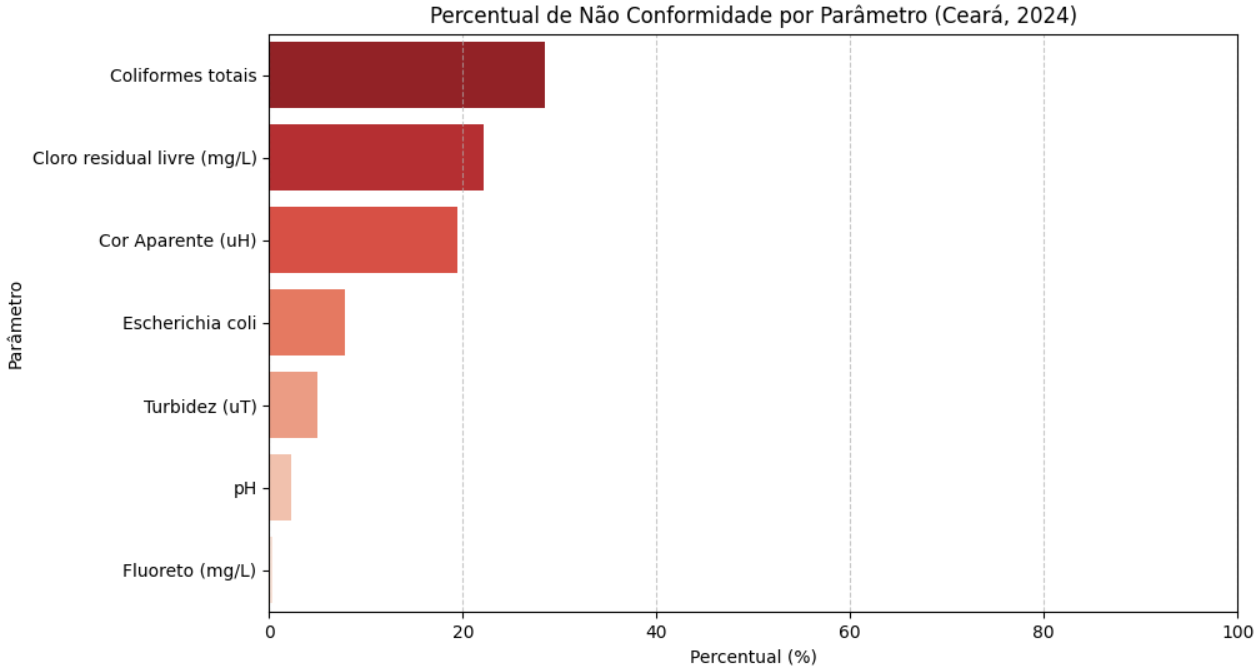 Percentual de Não Conformidade por Parâmetro (Ceará, 2024)
Parâmetro
Coliformes totais
Cloro residual livre (mg/L)
Cor Aparente (uH)
Escherichia coli
Turbidez (uT)
pH
Fluoreto (mg/L)
0 20 40 60 80 100
Percentual (%)